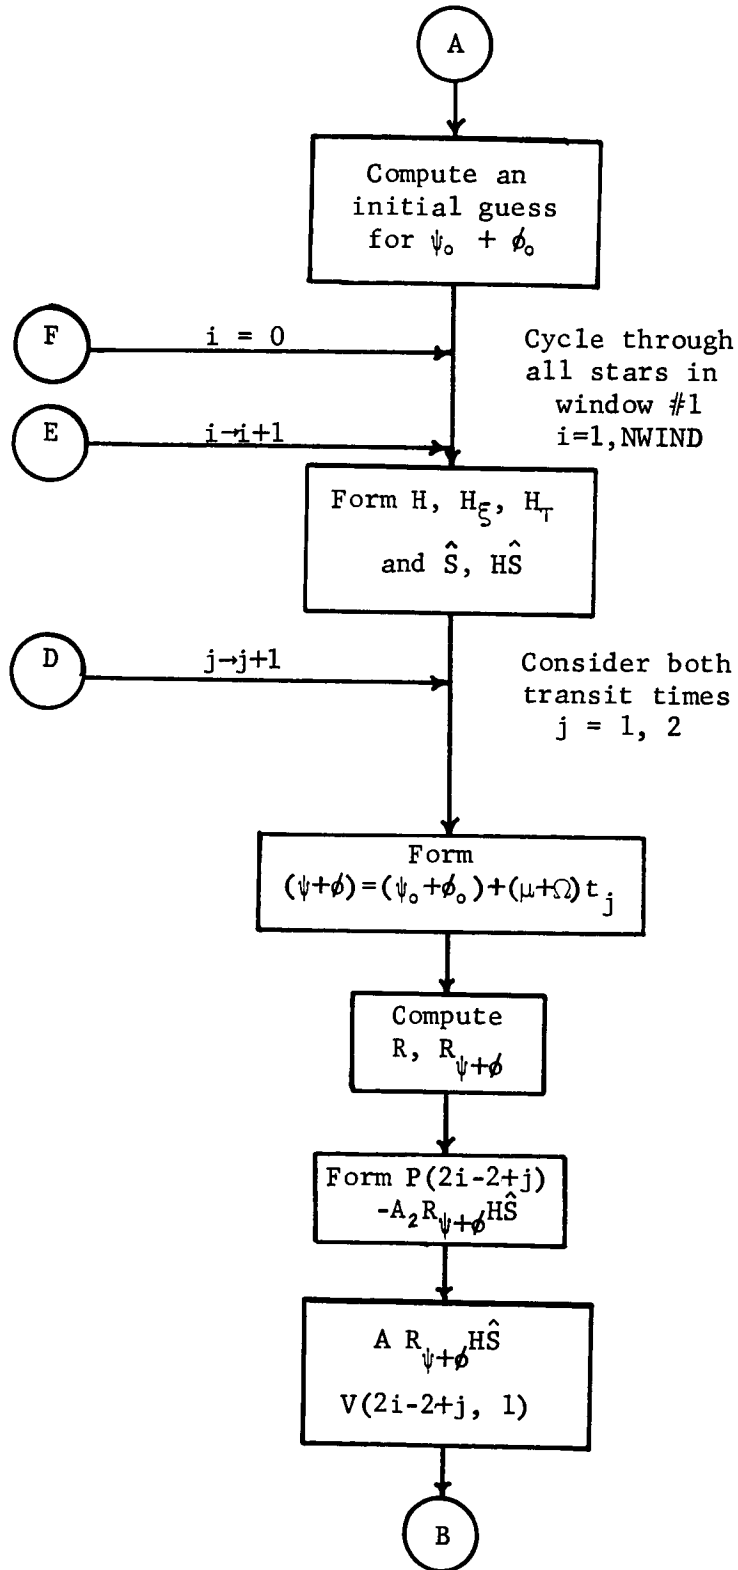 A
Compute an
initial guess
for ψ₀ + ϕ₀
F
i = 0
Cycle through
all stars in
window #1
i=1,NWIND
E
i→i+1
Form H, H_ξ, H_T
and Ŝ, HŜ
D
j→j+1
Consider both
transit times
j = 1, 2
Form
(ψ+ϕ)=(ψ₀+ϕ₀)+(μ+Ω)t_j
Compute
R, R_ψ+ϕ
Form P(2i-2+j)
-A₂R_ψ+ϕHŜ
A R_ψ+ϕHŜ
V(2i-2+j, 1)
B